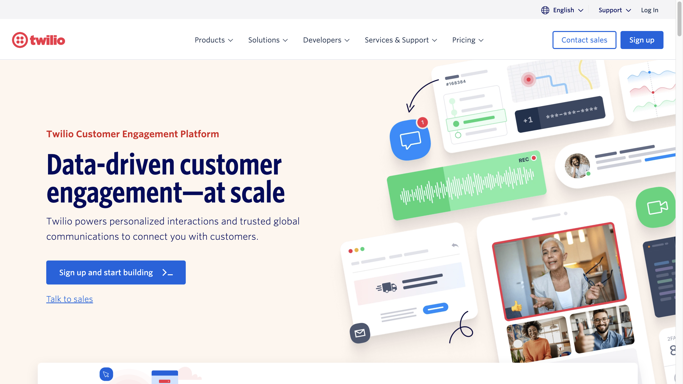 English
Support
Log In
twilio
Products
Solutions
Developers
Services & Support
Pricing
Contact sales
Sign up
Twilio Customer Engagement Platform
Data-driven customer
engagement—at scale
Twilio powers personalized interactions and trusted global
communications to connect you with customers.
Sign up and start building
Talk to sales
#166384
1
+1 ***-***-****
REC